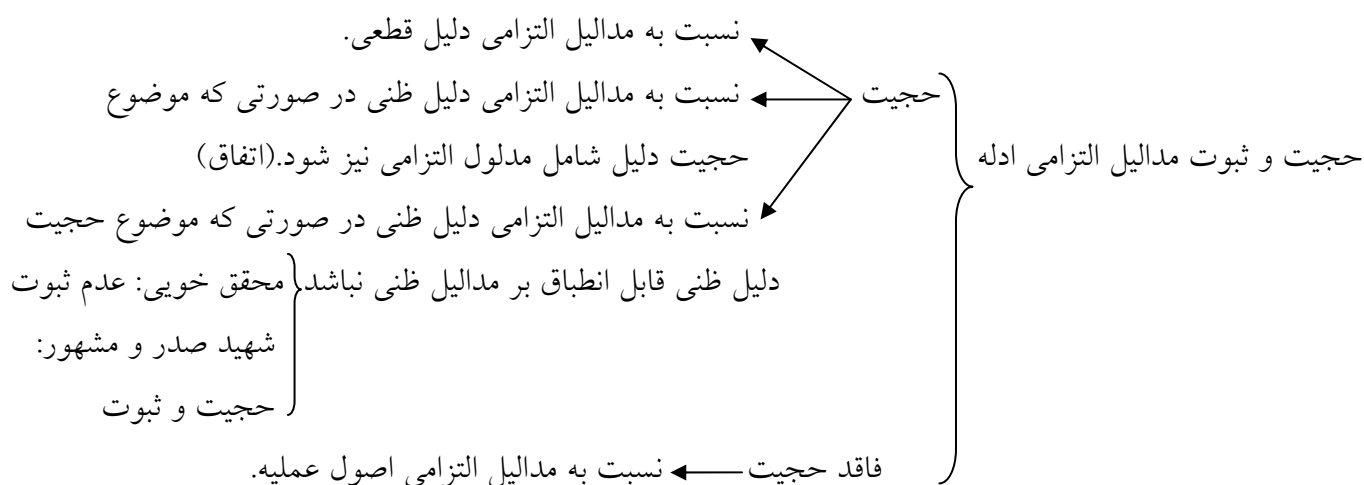 نسبت به مدالیل التزامی دلیل قطعی.
حجیت نسبت به مدالیل التزامی دلیل ظنی در صورتی که موضوع
حجیت و ثبوت مدالیل التزامی ادله حجیت دلیل شامل مدلول التزامی نیز شود.(اتفاق)
نسبت به مدالیل التزامی دلیل ظنی در صورتی که موضوع حجیت
دلیل ظنی قابل انطباق بر مدالیل ظنی نباشد محقق خویی: عدم ثبوت
شهید صدر و مشهور:
حجیت و ثبوت
فاقد حجیت نسبت به مدالیل التزامی اصول عملیه.